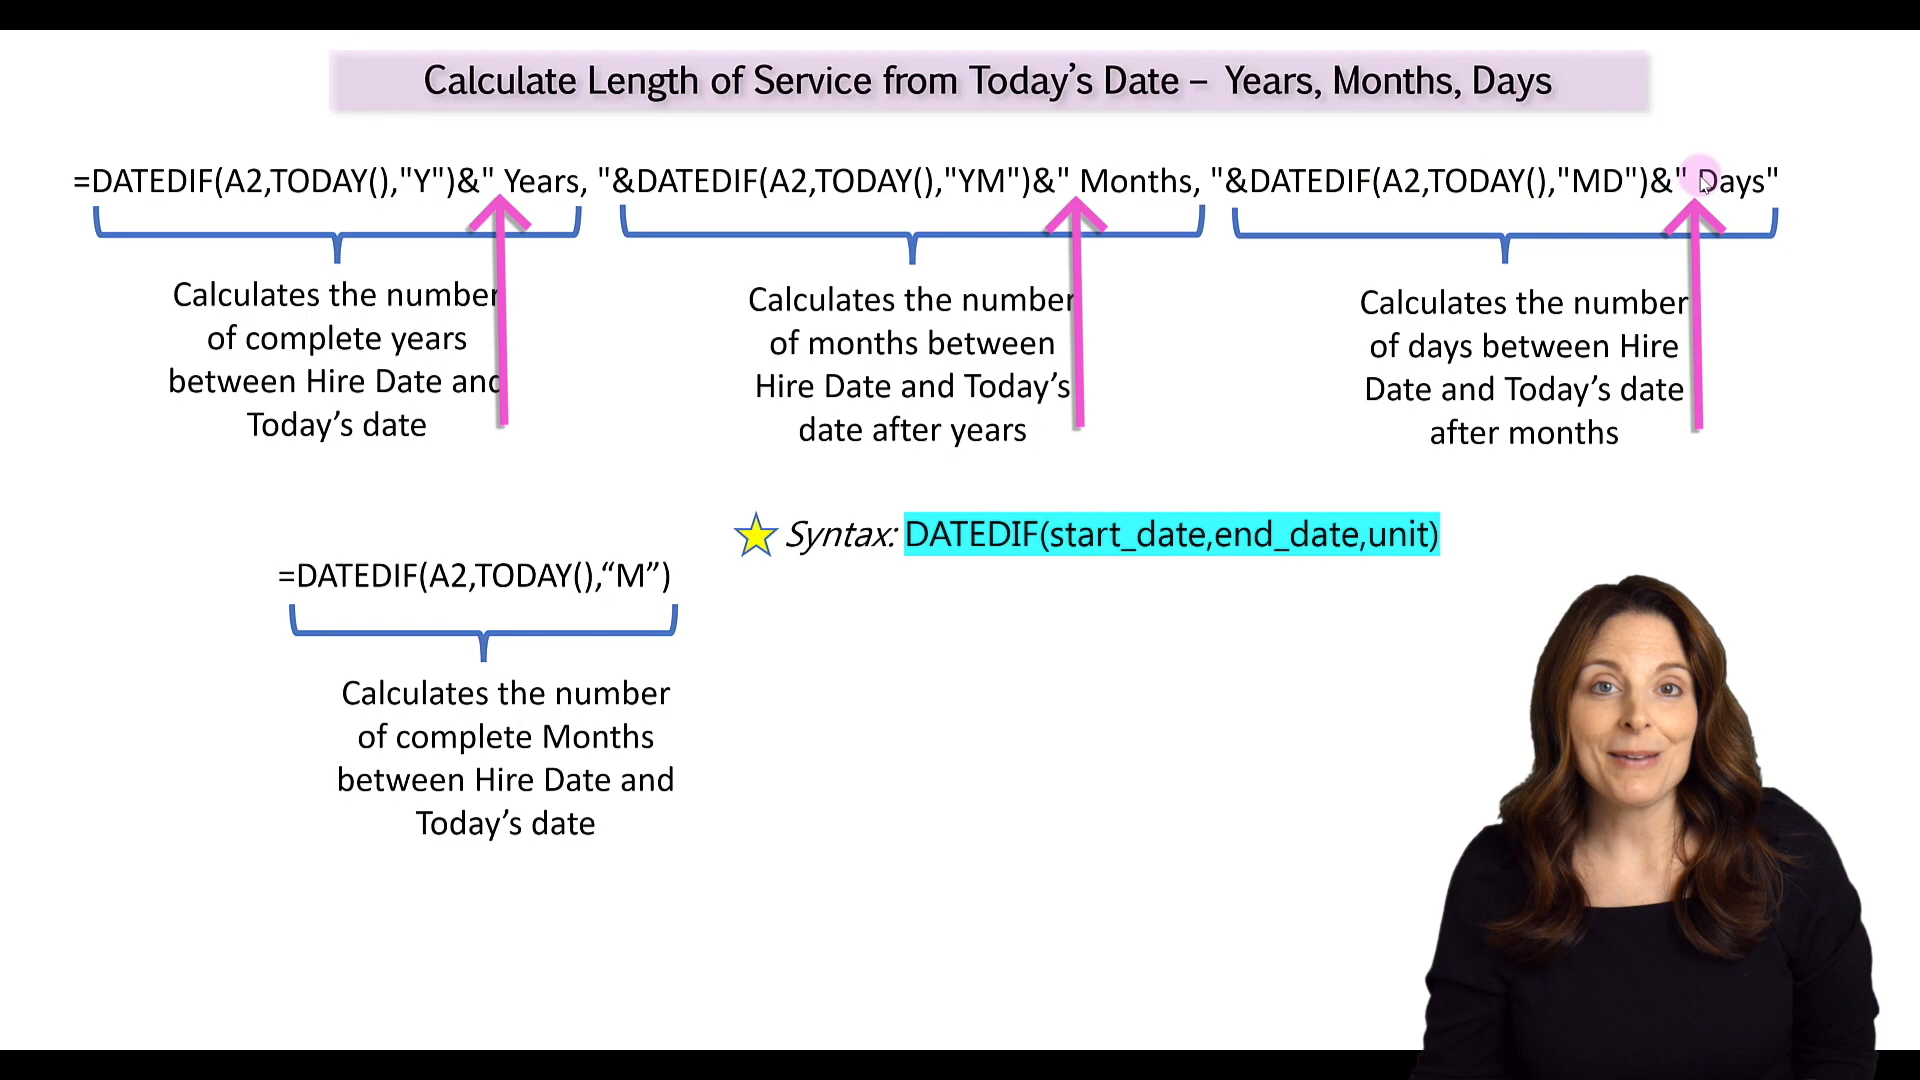 Calculate Length of Service from Today’s Date – Years, Months, Days
=DATEDIF(A2,TODAY(),"Y")&" Years, "&DATEDIF(A2,TODAY(),"YM")&" Months, "&DATEDIF(A2,TODAY(),"MD")&" Days"
Calculates the number
of complete years
between Hire Date and
Today’s date
Calculates the number
of months between
Hire Date and Today’s
date after years
Calculates the number
of days between Hire
Date and Today’s date
after months
Syntax: DATEDIF(start_date,end_date,unit)
=DATEDIF(A2,TODAY(),“M”)
Calculates the number
of complete Months
between Hire Date and
Today’s date